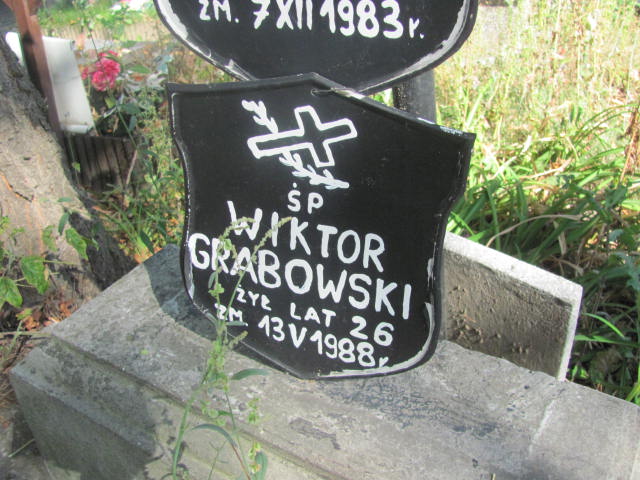 ZM. 7 XII 1983 r.
ŚP
WIKTOR
GRABOWSKI
ŻYŁ LAT 26
ZM. 13 V 1988 r.